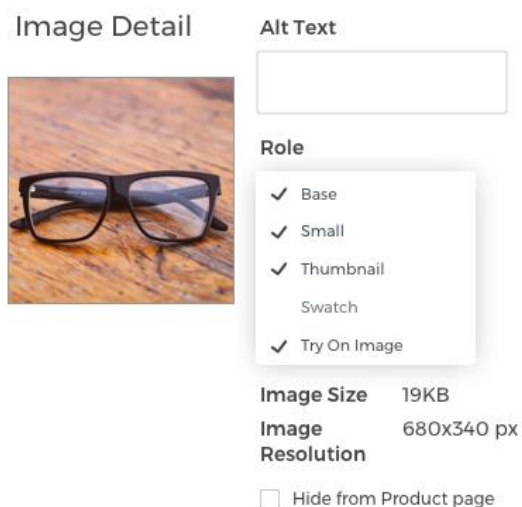 Image Detail
Alt Text
Role
Base
Small
Thumbnail
Swatch
Try On Image
Image Size 19KB
Image 680x340 px
Resolution
Hide from Product page